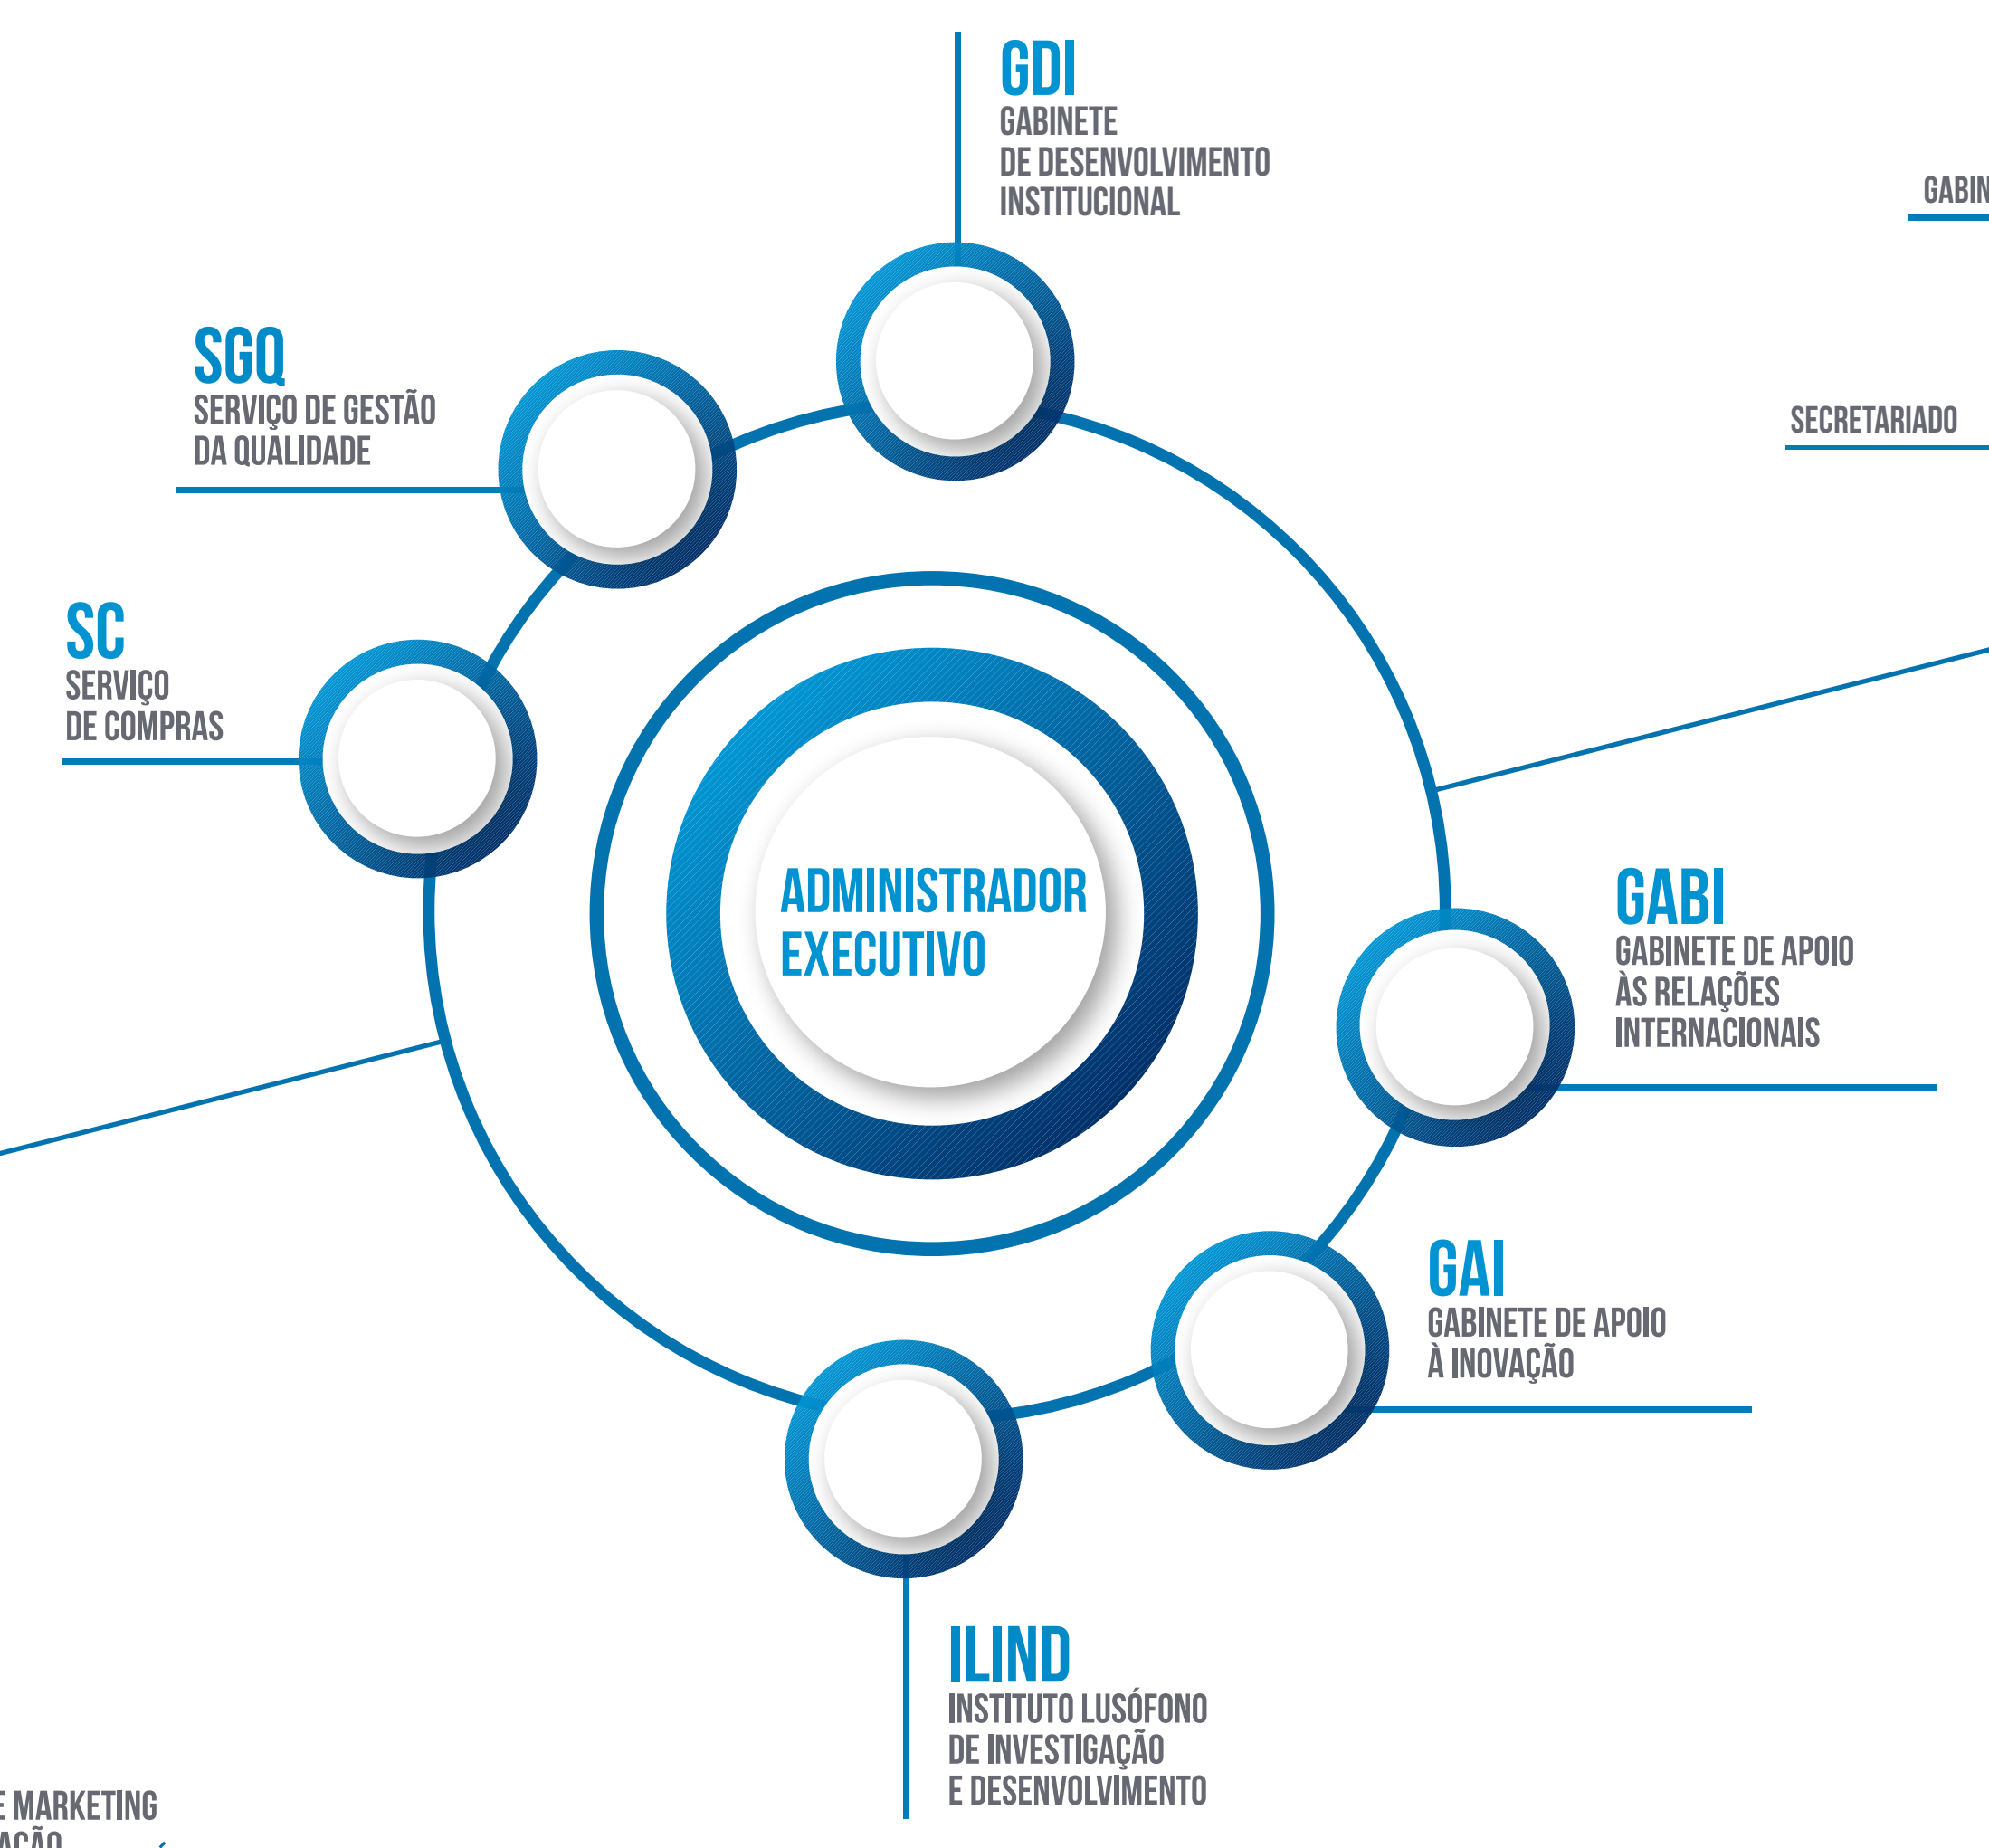 GDI
GABINETE
DE DESENVOLVIMENTO
INSTITUCIONAL
SECRETARIADO
SGQ
SERVIÇO DE GESTÃO
DA QUALIDADE
SC
SERVIÇO
DE COMPRAS
ADMINISTRADOR
EXECUTIVO
GABI
GABINETE DE APOIO
ÀS RELAÇÕES
INTERNACIONAIS
GAI
GABINETE DE APOIO
À INOVAÇÃO
ILIND
INSTITUTO LUSÓFONO
DE INVESTIGAÇÃO
E DESENVOLVIMENTO
E MARKETING